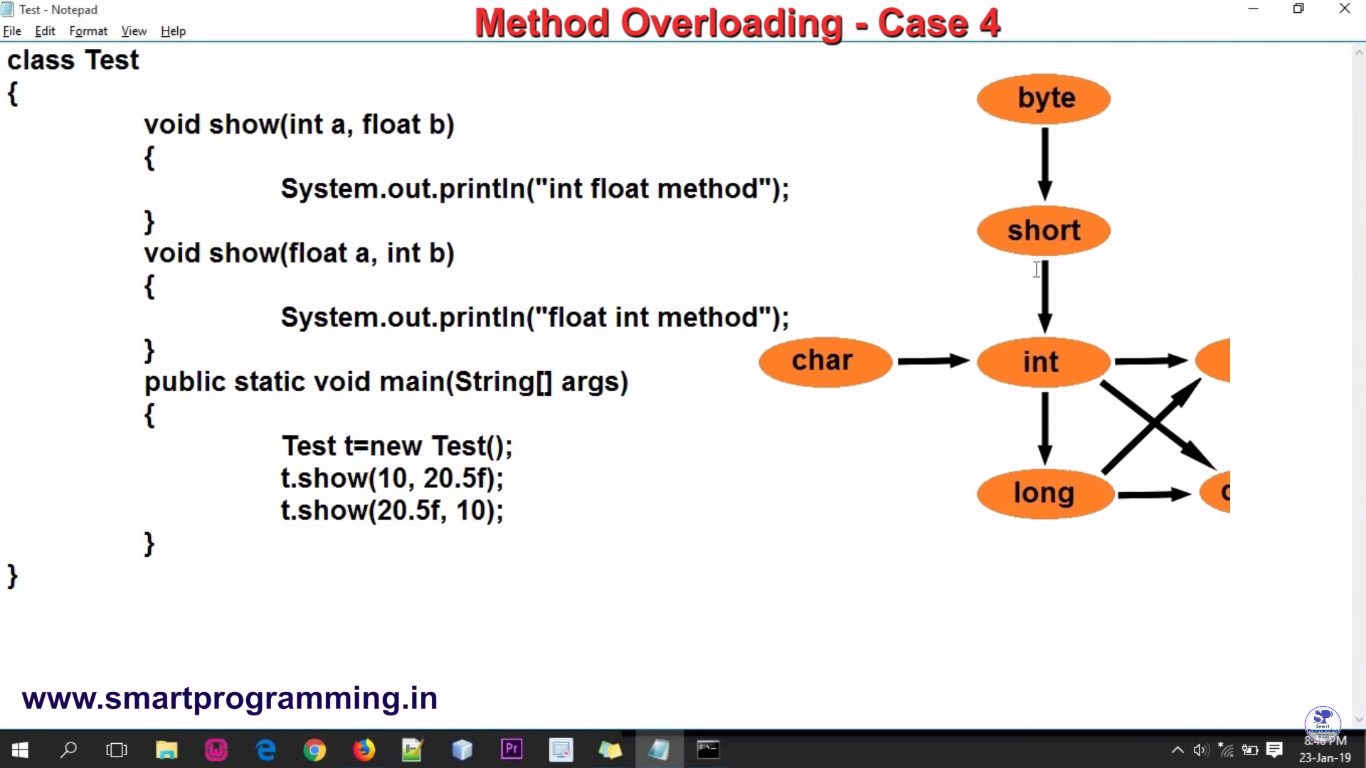 Test - Notepad
Method Overloading - Case 4
File Edit Format View Help
class Test
{
void show(int a, float b)
{
System.out.println("int float method");
}
void show(float a, int b)
{
System.out.println("float int method");
}
public static void main(String[] args)
{
Test t=new Test();
t.show(10, 20.5f);
t.show(20.5f, 10);
}
}
byte
short
char
int
long
www.smartprogramming.in
Pr
8:46 PM
23-Jan-19